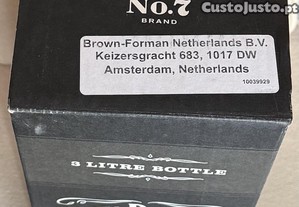 CustoJusto.pt
No.7
BRAND
Brown-Forman Netherlands B.V.
Keizersgracht 683, 1017 DW
Amsterdam, Netherlands
10039929
3 LITRE BOTTLE